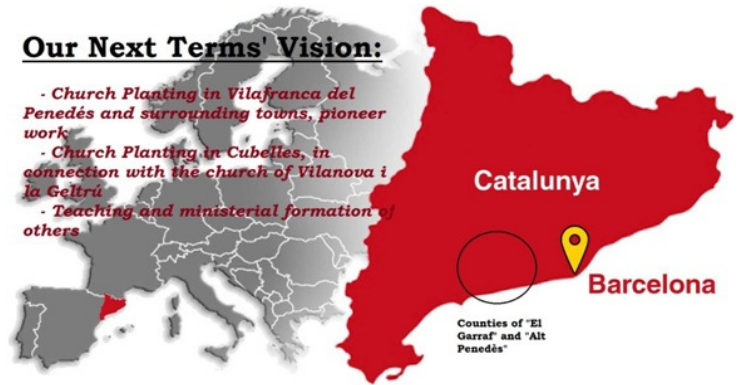 Our Next Terms' Vision:
- Church Planting in Vilafranca del
Penedés and surrounding towns, pioneer
work
- Church Planting in Cubelles, in
connection with the church of Vilanova i
la Geltrú
- Teaching and ministerial formation of
others
Catalunya
Barcelona
Counties of "El
Garraf" and "Alt
Penedès"